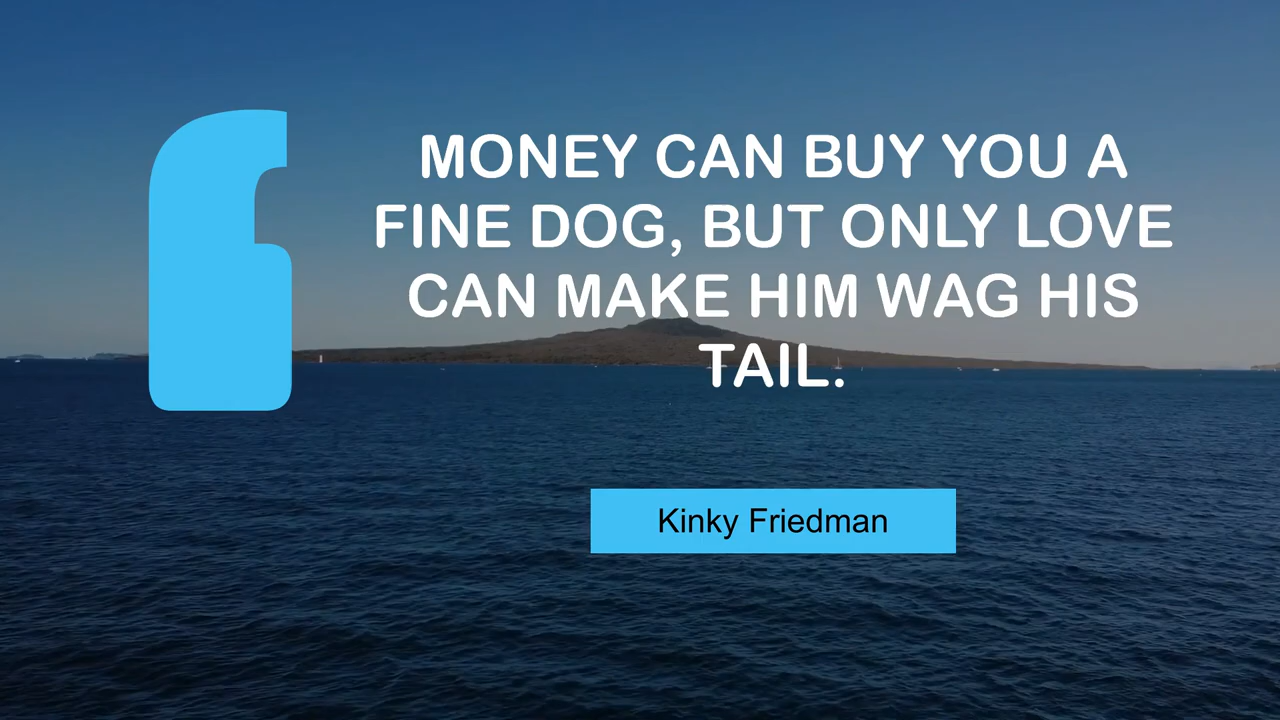 MONEY CAN BUY YOU A
FINE DOG, BUT ONLY LOVE
CAN MAKE HIM WAG HIS
TAIL.
Kinky Friedman